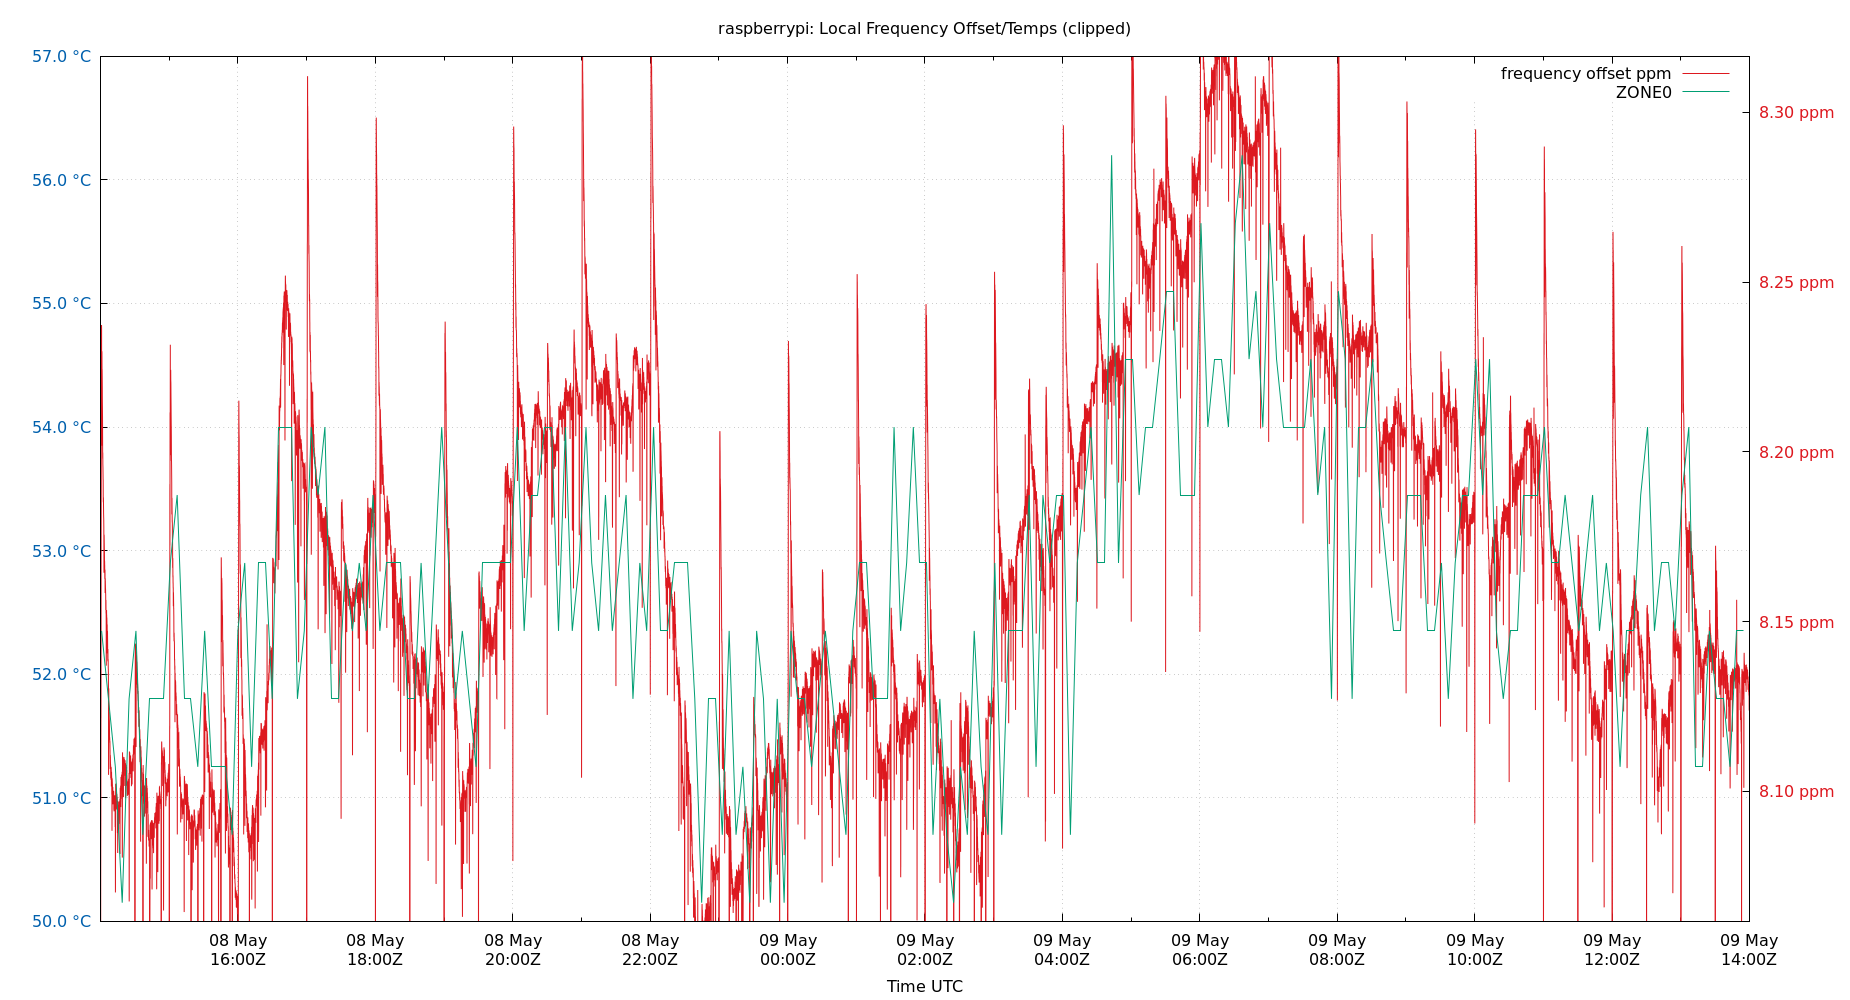 raspberrypi: Local Frequency Offset/Temps (clipped)
57.0 °C
56.0 °C
55.0 °C
54.0 °C
53.0 °C
52.0 °C
51.0 °C
50.0 °C
frequency offset ppm
ZONE0
8.30 ppm
8.25 ppm
8.20 ppm
8.15 ppm
8.10 ppm
08 May 08 May 08 May 08 May 09 May 09 May 09 May 09 May 09 May 09 May 09 May 09 May
16:00Z 18:00Z 20:00Z 22:00Z 00:00Z 02:00Z 04:00Z 06:00Z 08:00Z 10:00Z 12:00Z 14:00Z
Time UTC